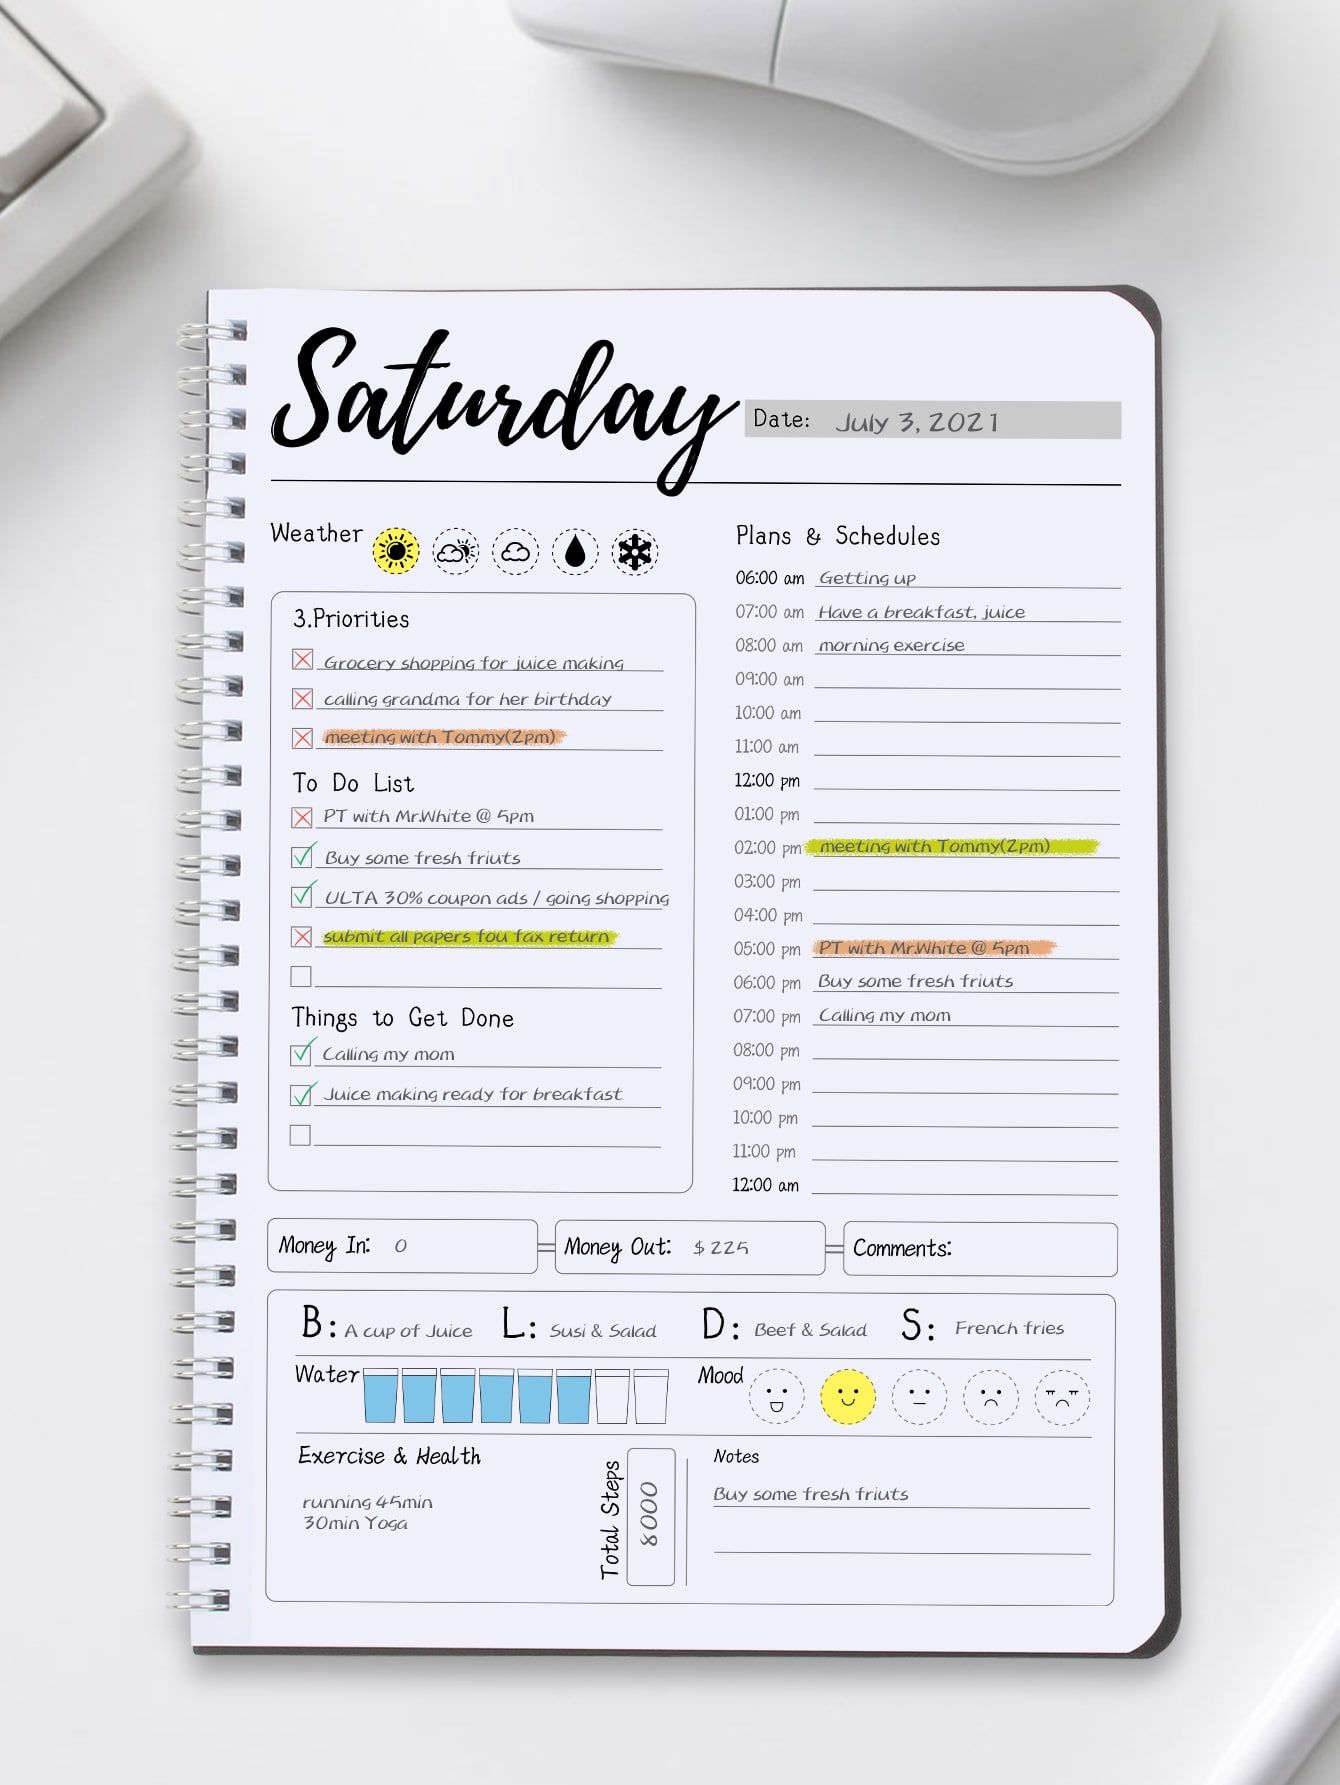 Saturday
Date: July 3, 2021
Weather
3.Priorities
Grocery shopping for juice making
calling grandma for her birthday
meeting with Tommy(2pm)
To Do List
PT with Mr.White @ 5pm
Buy some fresh friuts
ULTA 30% coupon ads / going shopping
submit all papers fou fax return
Things to Get Done
Calling my mom
Juice making ready for breakfast
Plans & Schedules
06:00 am Getting up
07:00 am Have a breakfast, juice
08:00 am morning exercise
09:00 am
10:00 am
11:00 am
12:00 pm
01:00 pm
02:00 pm meeting with Tommy(2pm)
03:00 pm
04:00 pm
05:00 pm PT with Mr.White @ 5pm
06:00 pm Buy some fresh friuts
07:00 pm Calling my mom
08:00 pm
09:00 pm
10:00 pm
11:00 pm
12:00 am
Money In: 0
Money Out: $ 225
Comments:
B: A cup of Juice
L: Susi & Salad
D: Beef & Salad
S: French fries
Water
Mood
Exercise & Health
running 45min
30min Yoga
Total Steps
8000
Notes
Buy some fresh friuts